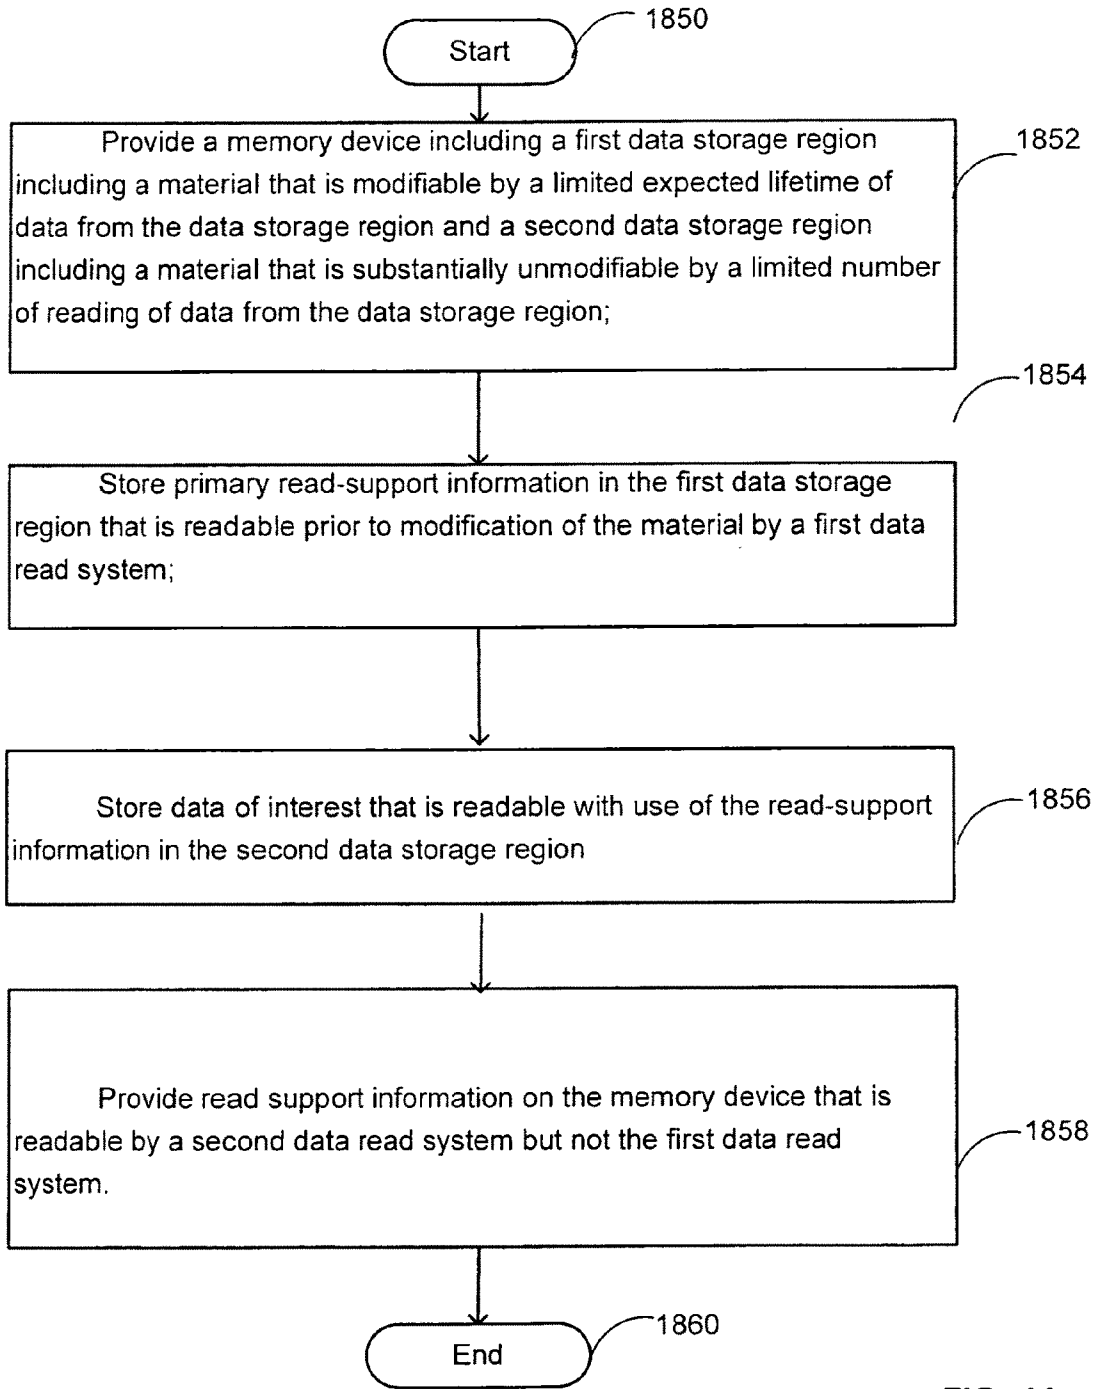 1850
Start
1852
Provide a memory device including a first data storage region
including a material that is modifiable by a limited expected lifetime of
data from the data storage region and a second data storage region
including a material that is substantially unmodifiable by a limited number
of reading of data from the data storage region;
1854
Store primary read-support information in the first data storage
region that is readable prior to modification of the material by a first data
read system;
1856
Store data of interest that is readable with use of the read-support
information in the second data storage region
1858
Provide read support information on the memory device that is
readable by a second data read system but not the first data read
system.
1860
End